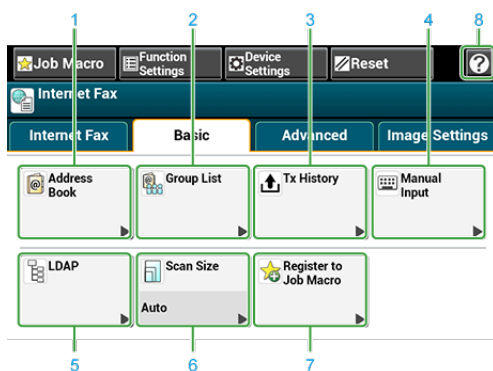 1 2 3 4 8
Job Macro Function Settings Device Settings Reset ?
Internet Fax
Internet Fax Basic Advanced Image Settings
Address Book Group List Tx History Manual Input
LDAP Scan Size Register to Job Macro
Auto
5 6 7